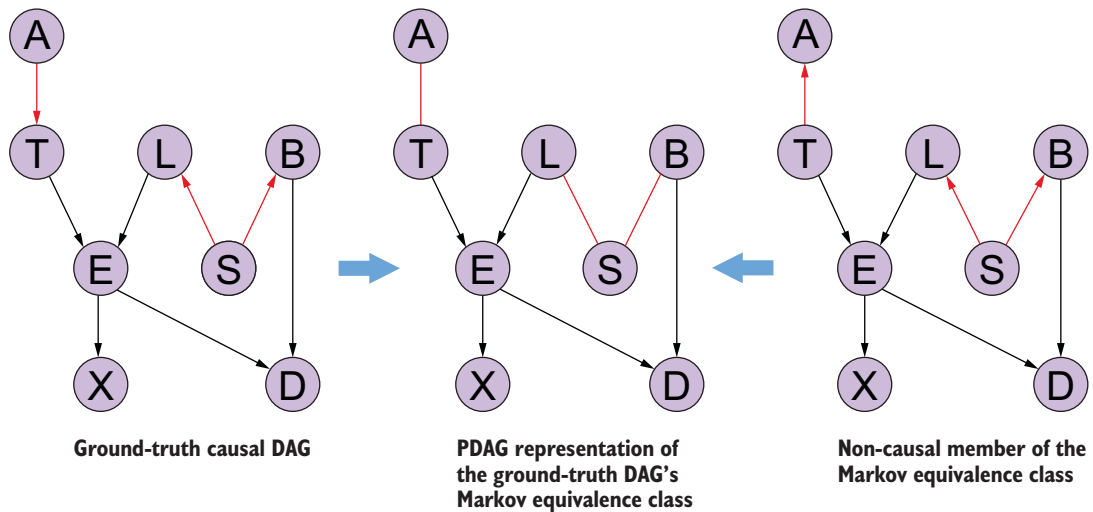 A
A
A
T
L
B
T
L
B
T
L
B
E
S
E
S
E
S
X
D
X
D
X
D
Ground-truth causal DAG
PDAG representation of
the ground-truth DAG’s
Markov equivalence class
Non-causal member of the
Markov equivalence class